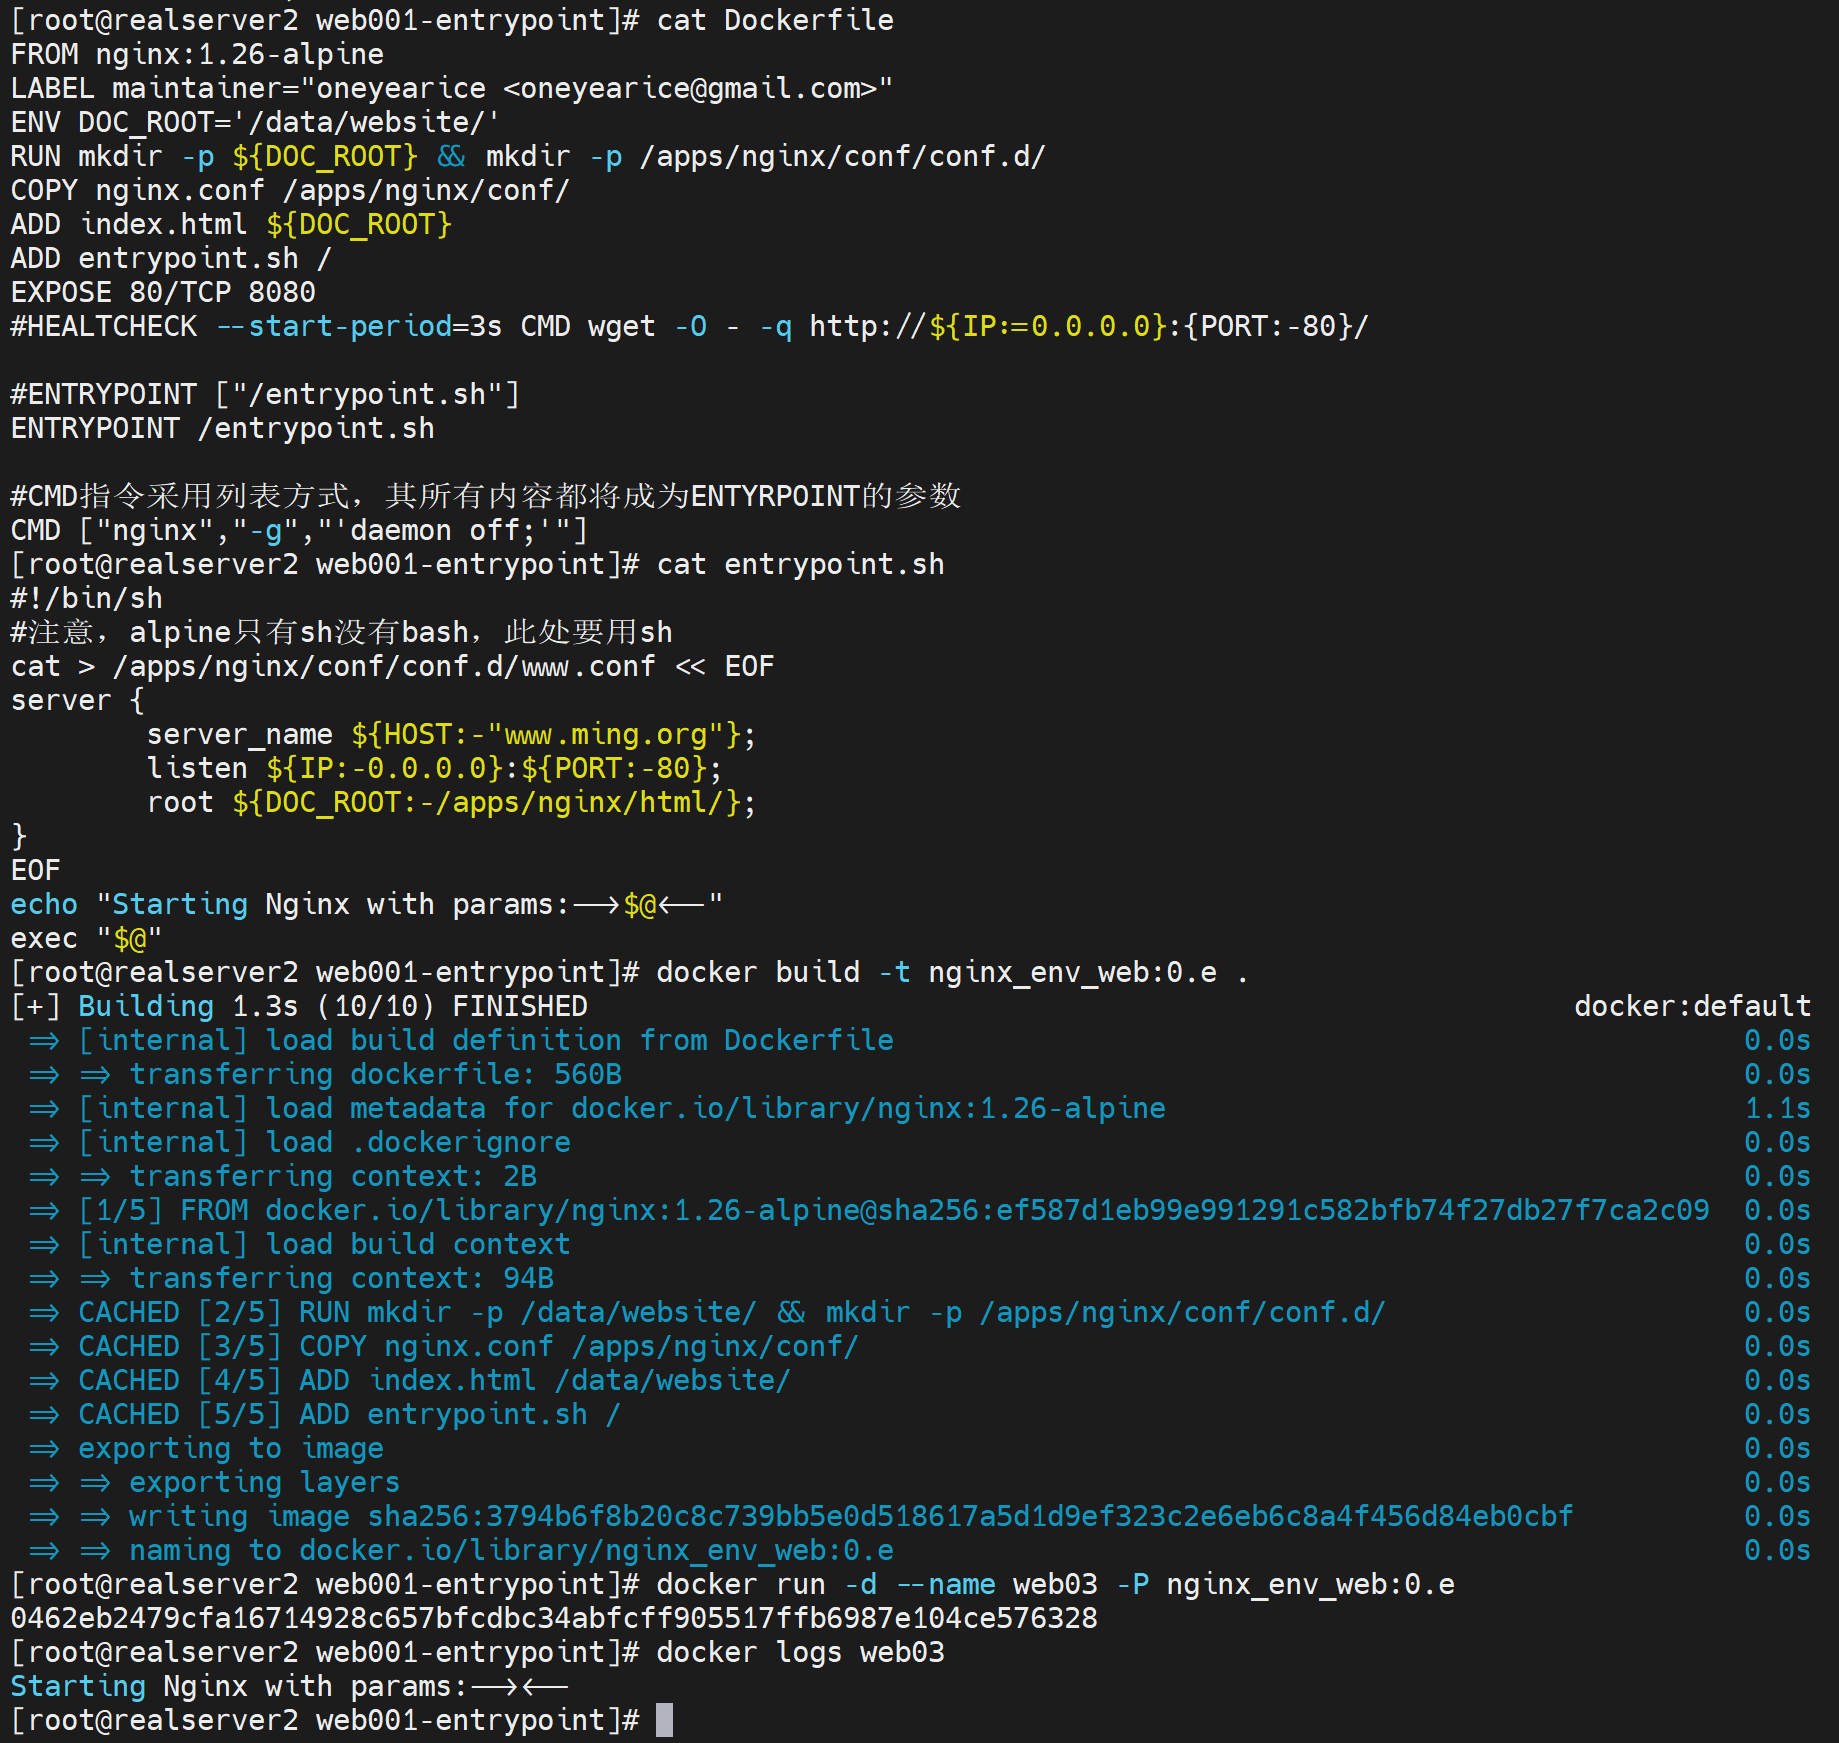 [root@realserver2 web001-entrypoint]# cat Dockerfile
FROM nginx:1.26-alpine
LABEL maintainer="oneyearice <oneyearice@gmail.com>"
ENV DOC_ROOT='/data/website/'
RUN mkdir -p ${DOC_ROOT} && mkdir -p /apps/nginx/conf/conf.d/
COPY nginx.conf /apps/nginx/conf/
ADD index.html ${DOC_ROOT}
ADD entrypoint.sh /
EXPOSE 80/TCP 8080
#HEALTCHECK --start-period=3s CMD wget -O - -q http://${IP:=0.0.0.0}:{PORT:-80}/
#ENTRYPOINT ["/entrypoint.sh"]
ENTRYPOINT /entrypoint.sh
#CMD指令采用列表方式，其所有内容都将成为ENTYRPOINT的参数
CMD ["nginx","-g","'daemon off;'"]
[root@realserver2 web001-entrypoint]# cat entrypoint.sh
#!/bin/sh
#注意，alpine只有sh没有bash，此处要用sh
cat > /apps/nginx/conf/conf.d/www.conf << EOF
server {
        server_name ${HOST:-"www.ming.org"};
        listen ${IP:-0.0.0.0}:${PORT:-80};
        root ${DOC_ROOT:-/apps/nginx/html/};
}
EOF
echo "Starting Nginx with params:-->$@<--"
exec "$@"
[root@realserver2 web001-entrypoint]# docker build -t nginx_env_web:0.e .
[+] Building 1.3s (10/10) FINISHED docker:default
 => [internal] load build definition from Dockerfile 0.0s
 => => transferring dockerfile: 560B 0.0s
 => [internal] load metadata for docker.io/library/nginx:1.26-alpine 1.1s
 => [internal] load .dockerignore 0.0s
 => => transferring context: 2B 0.0s
 => [1/5] FROM docker.io/library/nginx:1.26-alpine@sha256:ef587d1eb99e991291c582bfb74f27db27f7ca2c09 0.0s
 => [internal] load build context 0.0s
 => => transferring context: 94B 0.0s
 => CACHED [2/5] RUN mkdir -p /data/website/ && mkdir -p /apps/nginx/conf/conf.d/ 0.0s
 => CACHED [3/5] COPY nginx.conf /apps/nginx/conf/ 0.0s
 => CACHED [4/5] ADD index.html /data/website/ 0.0s
 => CACHED [5/5] ADD entrypoint.sh / 0.0s
 => exporting to image 0.0s
 => => exporting layers 0.0s
 => => writing image sha256:3794b6f8b20c8c739bb5e0d518617a5d1d9ef323c2e6eb6c8a4f456d84eb0cbf 0.0s
 => => naming to docker.io/library/nginx_env_web:0.e 0.0s
[root@realserver2 web001-entrypoint]# docker run -d --name web03 -P nginx_env_web:0.e
0462eb2479cfa16714928c657bfcdbc34abfcff905517ffb6987e104ce576328
[root@realserver2 web001-entrypoint]# docker logs web03
Starting Nginx with params:--><--
[root@realserver2 web001-entrypoint]#